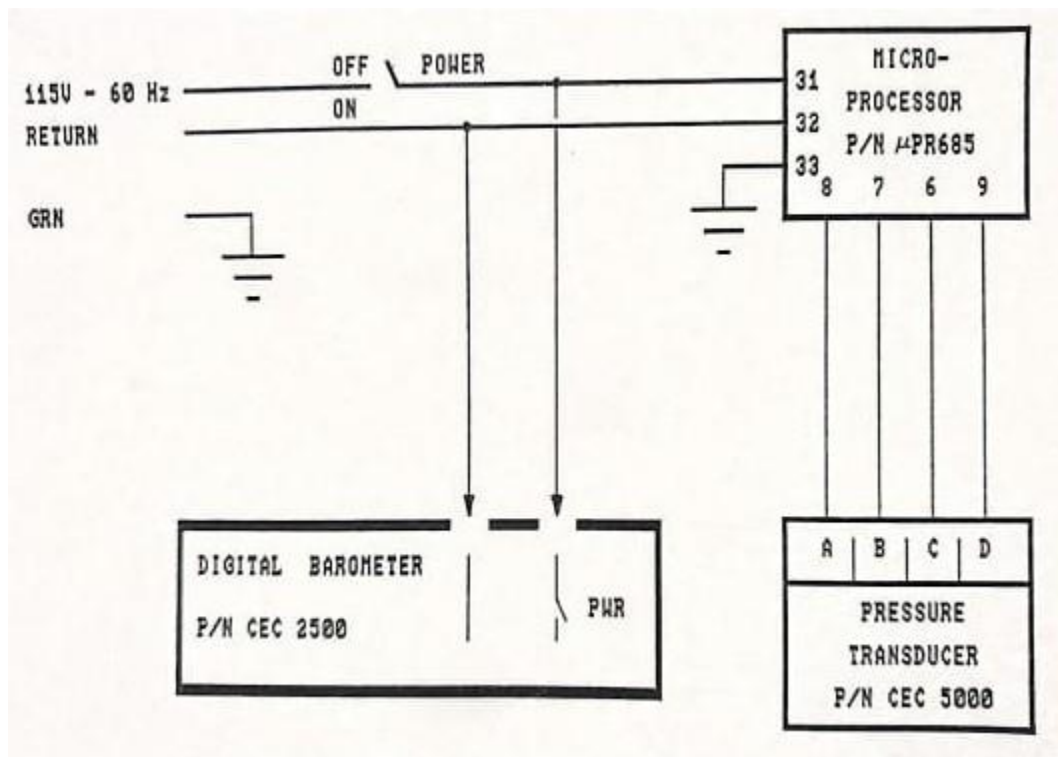 OFF POWER
115V - 60 Hz
ON
RETURN
GRN
MICRO-
PROCESSOR
P/N μPR685
31
32
33
8 7 6 9
DIGITAL BAROMETER
P/N CEC 2500
PWR
A B C D
PRESSURE
TRANSDUCER
P/N CEC 5000